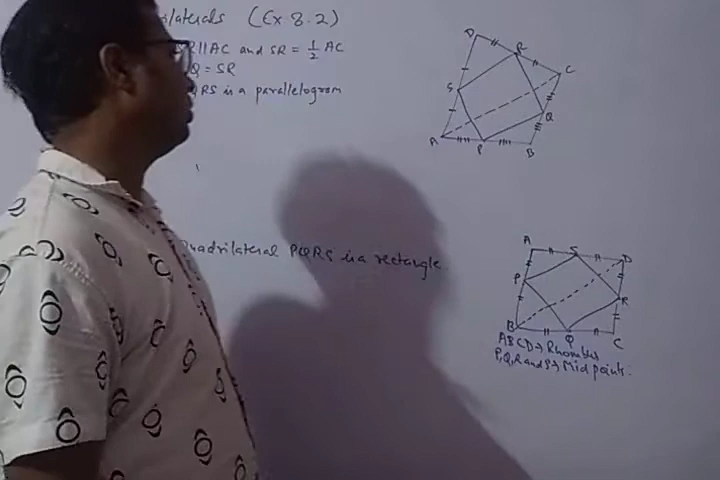 (Ex 8.2)
AC and SR = 1/2 AC
= SR
RS is a parallelogram
D
R
C
S
Q
A
P
B
Quadrilateral PQRS is a rectangle.
A
S
D
P
R
B
Q
C
ABCD → Rhombus
P, Q, R and S → Mid points.